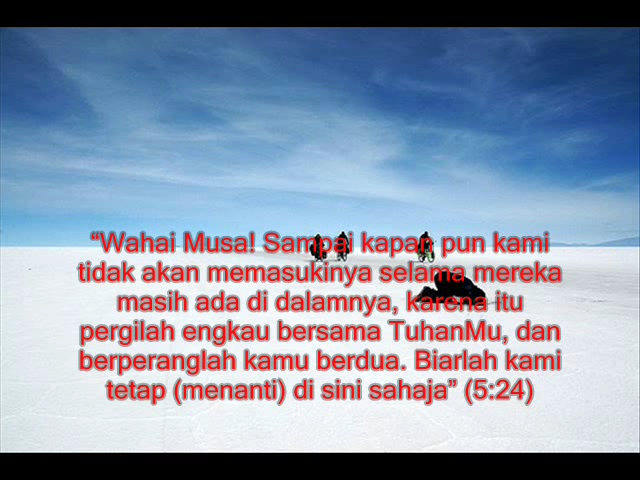 “Wahai Musa! Sampai kapan pun kami
tidak akan memasukinya selama mereka
masih ada di dalamnya, karena itu
pergilah engkau bersama TuhanMu, dan
berperanglah kamu berdua. Biarlah kami
tetap (menanti) di sini sahaja” (5:24)